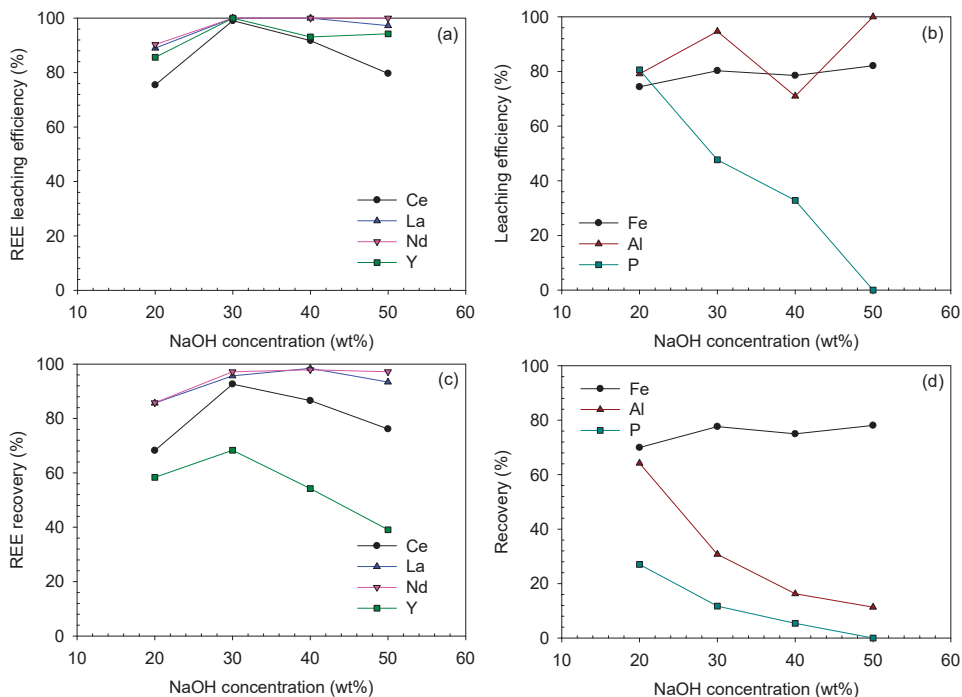 (a)
REE leaching efficiency (%)
100
80
60
40
20
0
Ce
La
Nd
Y
10 20 30 40 50 60
NaOH concentration (wt%)
(b)
Leaching efficiency (%)
100
80
60
40
20
0
Fe
Al
P
10 20 30 40 50 60
NaOH concentration (wt%)
(c)
REE recovery (%)
100
80
60
40
20
0
Ce
La
Nd
Y
10 20 30 40 50 60
NaOH concentration (wt%)
(d)
Recovery (%)
100
80
60
40
20
0
Fe
Al
P
10 20 30 40 50 60
NaOH concentration (wt%)